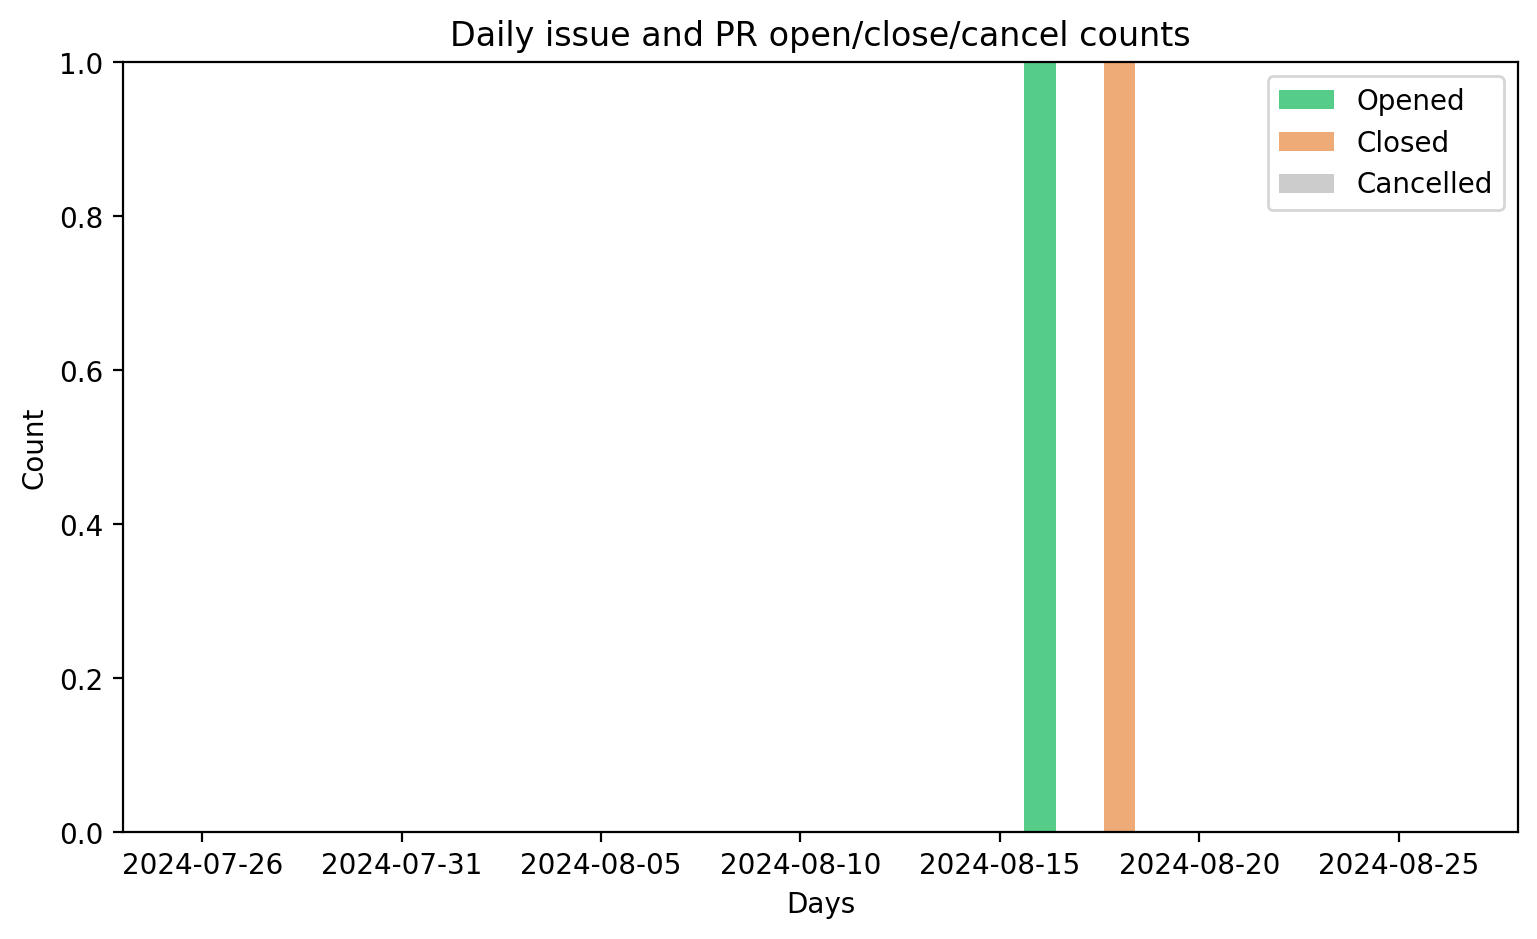 Daily issue and PR open/close/cancel counts
1.0
0.8
0.6
0.4
0.2
0.0
Count
Opened
Closed
Cancelled
2024-07-26 2024-07-31 2024-08-05 2024-08-10 2024-08-15 2024-08-20 2024-08-25
Days